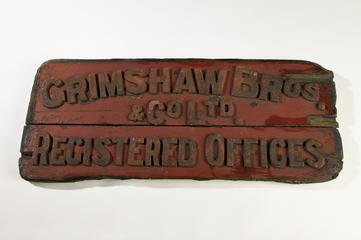 GRIMSHAW BROS.
& CO LTD
REGISTERED OFFICES